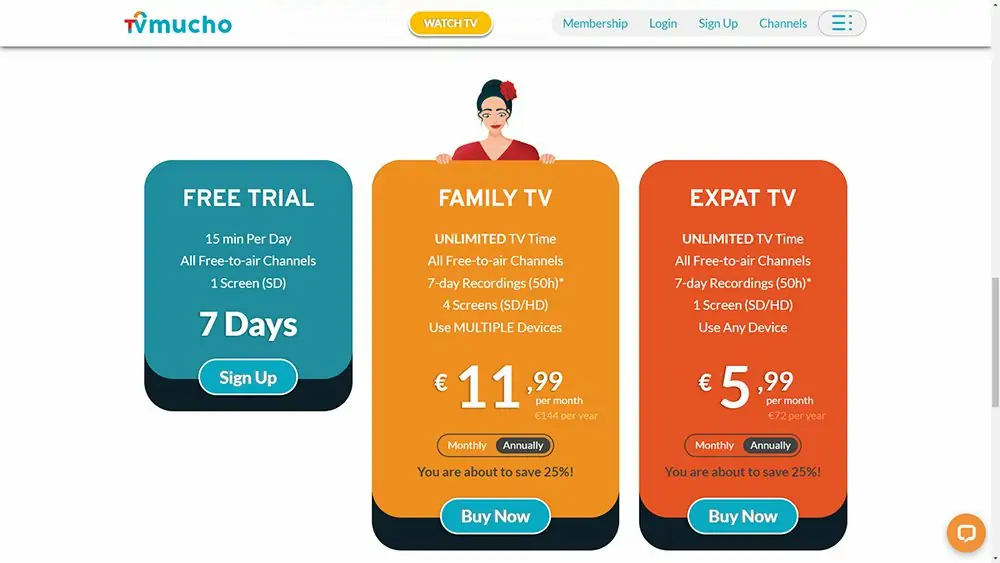 TVmucho
WATCH TV
Membership
Login
Sign Up
Channels
FREE TRIAL
15 min Per Day
All Free-to-air Channels
1 Screen (SD)
7 Days
Sign Up
FAMILY TV
UNLIMITED TV Time
All Free-to-air Channels
7-day Recordings (50h)*
4 Screens (SD/HD)
Use MULTIPLE Devices
€ 11,99
per month
€144 per year
Monthly Annually
You are about to save 25%!
Buy Now
EXPAT TV
UNLIMITED TV Time
All Free-to-air Channels
7-day Recordings (50h)*
1 Screen (SD/HD)
Use Any Device
€ 5,99
per month
€72 per year
Monthly Annually
You are about to save 25%!
Buy Now